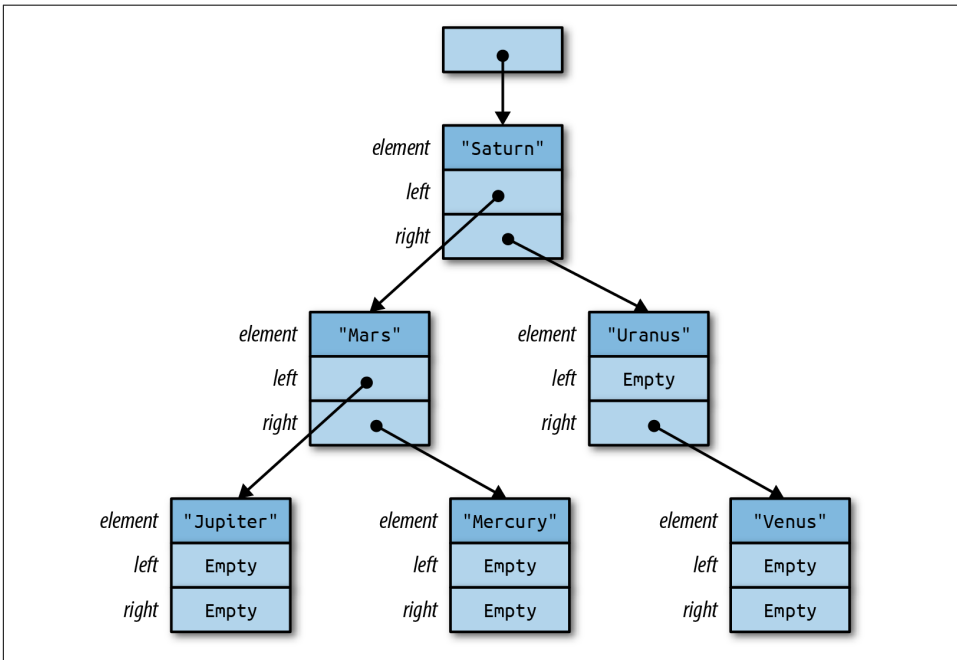 element "Saturn"
left
right
element "Mars" element "Uranus"
left left Empty
right right
element "Jupiter" element "Mercury" element "Venus"
left Empty left Empty left Empty
right Empty right Empty right Empty